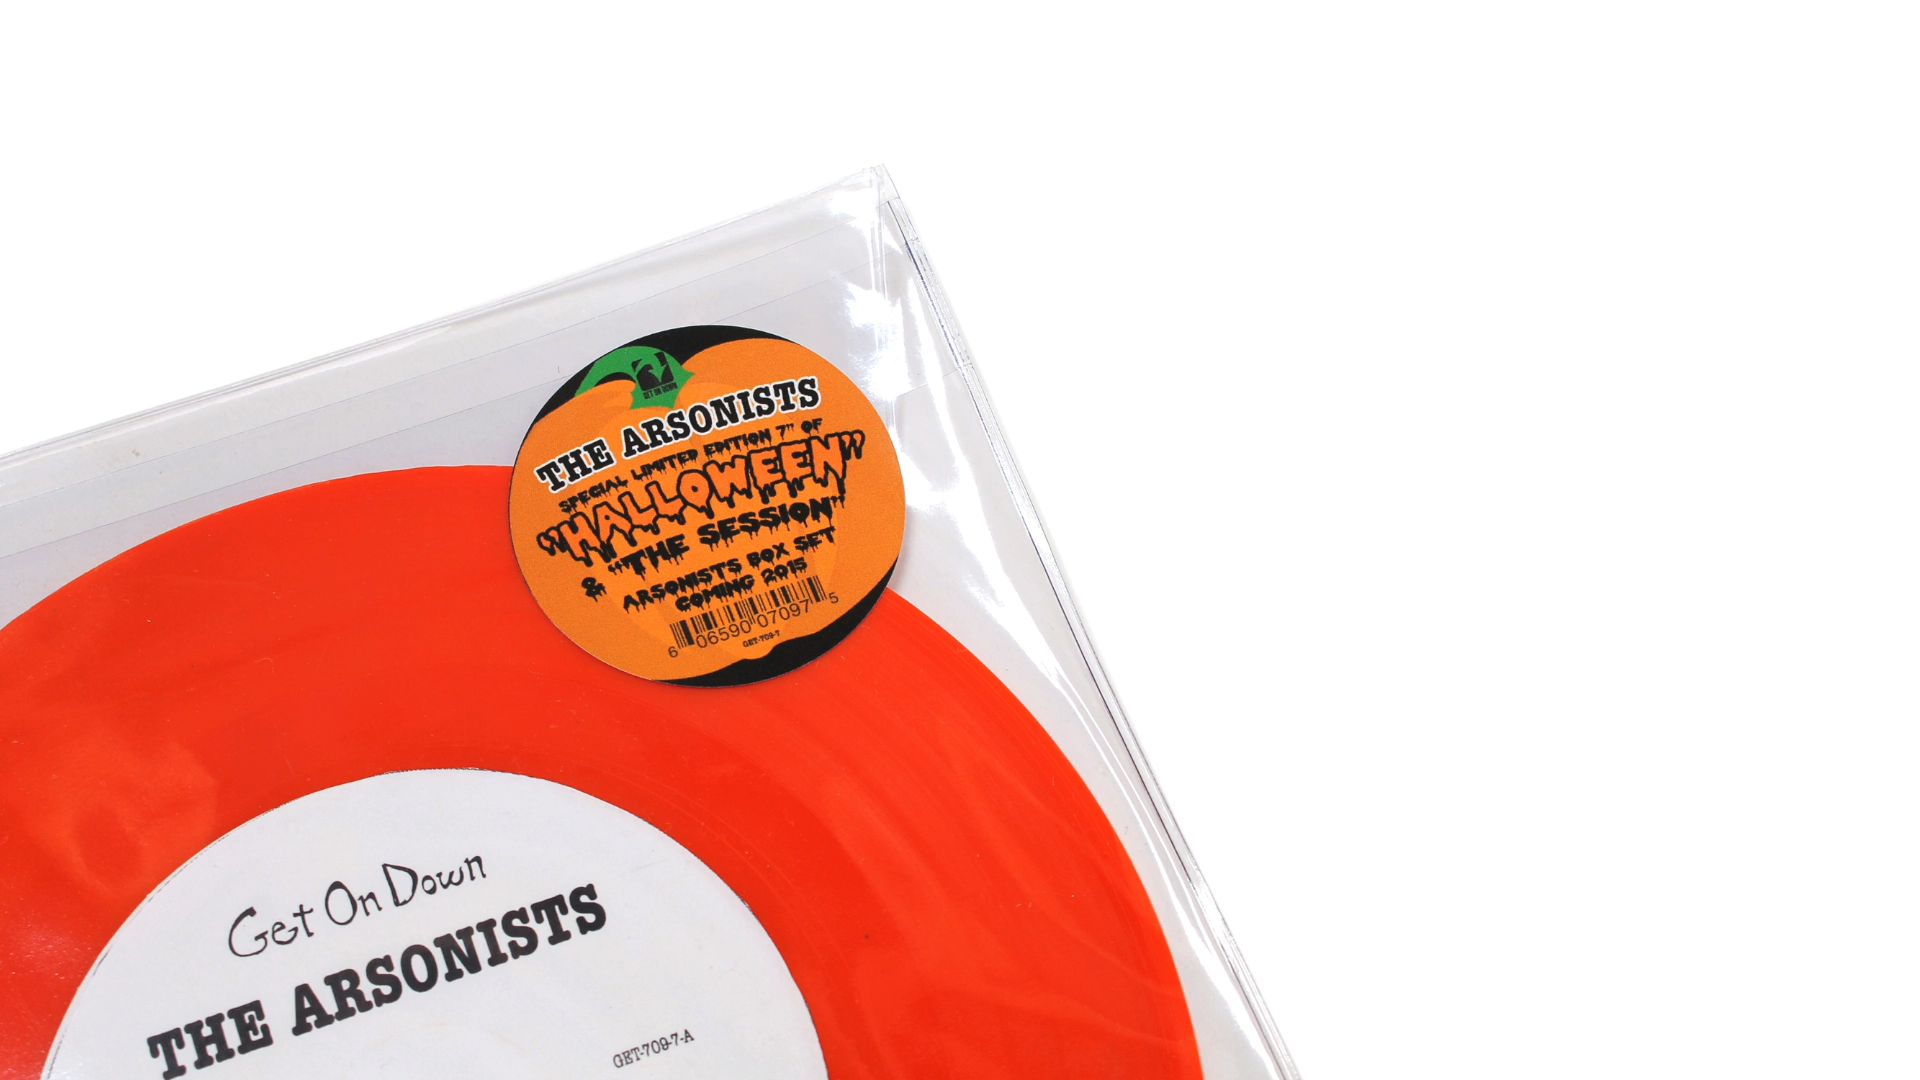 GET ON DOWN
THE ARSONISTS
SPECIAL LIMITED EDITION 7" OF
"HALLOWEEN"
& "THE SESSION"
ARSONISTS BOX SET
COMING 2015
6 06590 07097 5
GET-709-7
Get On Down
THE ARSONISTS
GET-709-7-A